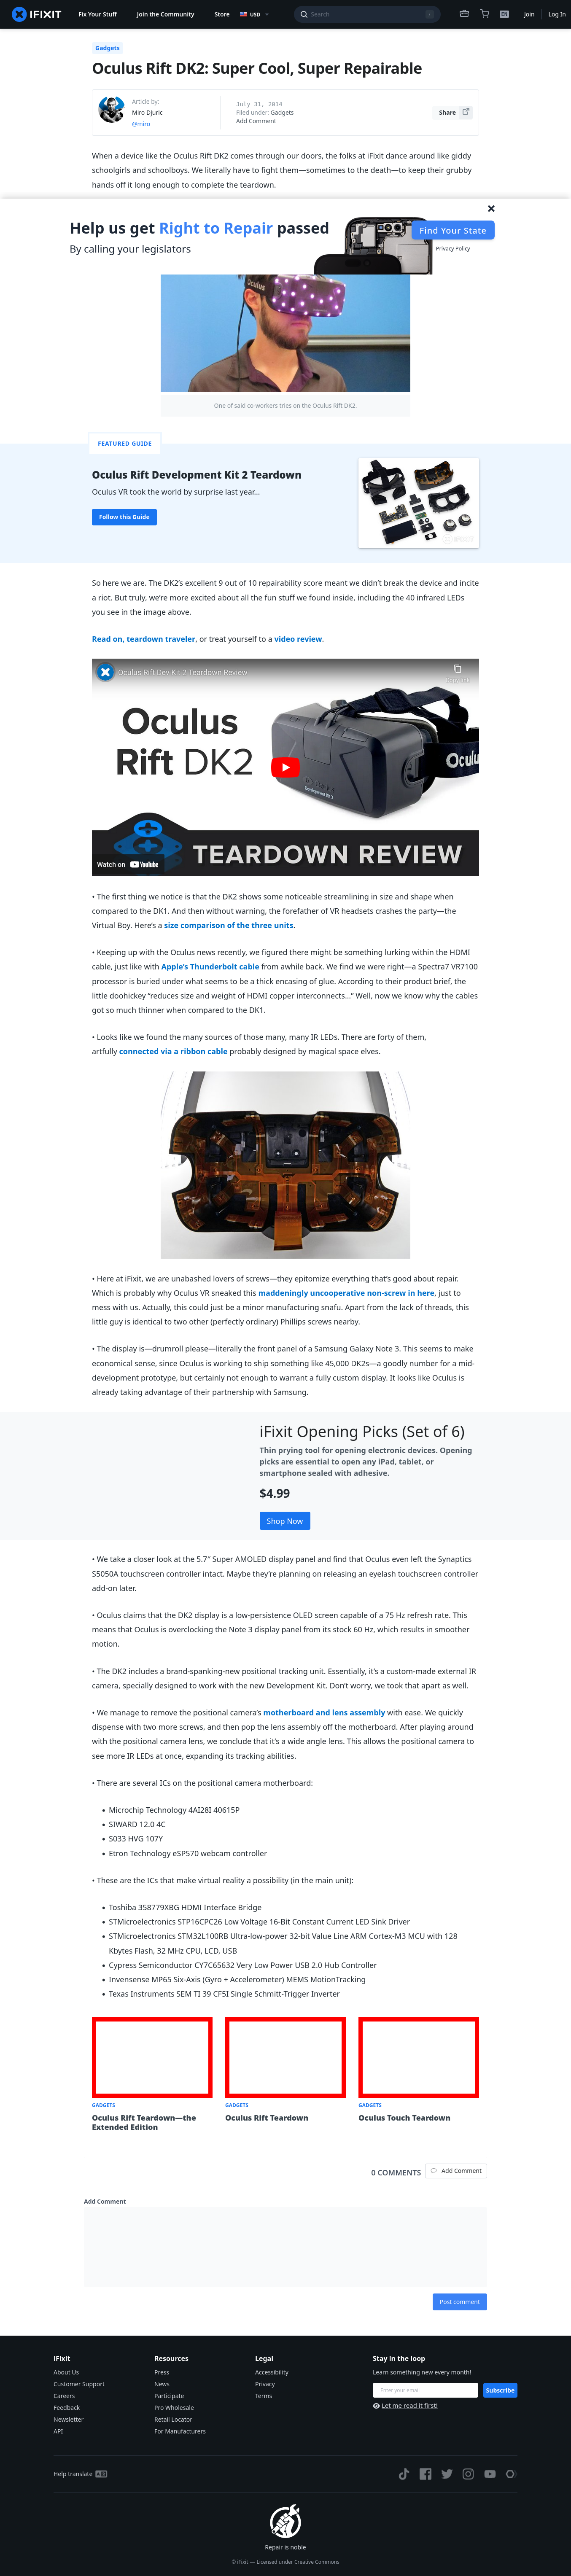 IFIXIT
Fix Your Stuff
Join the Community
Store
USD
Search
/
Join
Log In
Gadgets
Oculus Rift DK2: Super Cool, Super Repairable
Article by:
Miro Djuric
@miro
July 31, 2014
Filed under: Gadgets
Add Comment
Share
When a device like the Oculus Rift DK2 comes through our doors, the folks at iFixit dance around like giddy
schoolgirls and schoolboys. We literally have to fight them—sometimes to the death—to keep their grubby
hands off it long enough to complete the teardown.
Help us get Right to Repair passed
By calling your legislators
Find Your State
Privacy Policy
One of said co-workers tries on the Oculus Rift DK2.
FEATURED GUIDE
Oculus Rift Development Kit 2 Teardown
Oculus VR took the world by surprise last year...
Follow this Guide
So here we are. The DK2's excellent 9 out of 10 repairability score meant we didn't break the device and incite
a riot. But truly, we're more excited about all the fun stuff we found inside, including the 40 infrared LEDs
you see in the image above.
Read on, teardown traveler, or treat yourself to a video review.
Oculus Rift Dev Kit 2 Teardown Review
Oculus
Rift DK2
Development Kit 2
TEARDOWN REVIEW
Watch on YouTube
• The first thing we notice is that the DK2 shows some noticeable streamlining in size and shape when
compared to the DK1. And then without warning, the forefather of VR headsets crashes the party—the
Virtual Boy. Here's a size comparison of the three units.
• Keeping up with the Oculus news recently, we figured there might be something lurking within the HDMI
cable, just like with Apple's Thunderbolt cable from awhile back. We find we were right—a Spectra7 VR7100
processor is buried under what seems to be a thick encasing of glue. According to their product brief, the
little doohickey “reduces size and weight of HDMI copper interconnects…” Well, now we know why the cables
got so much thinner when compared to the DK1.
• Looks like we found the many sources of those many, many IR LEDs. There are forty of them,
artfully connected via a ribbon cable probably designed by magical space elves.
• Here at iFixit, we are unabashed lovers of screws—they epitomize everything that's good about repair.
Which is probably why Oculus VR sneaked this maddeningly uncooperative non-screw in here, just to
mess with us. Actually, this could just be a minor manufacturing snafu. Apart from the lack of threads, this
little guy is identical to two other (perfectly ordinary) Phillips screws nearby.
• The display is—drumroll please—literally the front panel of a Samsung Galaxy Note 3. This seems to make
economical sense, since Oculus is working to ship something like 45,000 DK2s—a goodly number for a mid-
development prototype, but certainly not enough to warrant a fully custom display. It looks like Oculus is
already taking advantage of their partnership with Samsung.
iFixit Opening Picks (Set of 6)
Thin prying tool for opening electronic devices. Opening
picks are essential to open any iPad, tablet, or
smartphone sealed with adhesive.
$4.99
Shop Now
• We take a closer look at the 5.7″ Super AMOLED display panel and find that Oculus even left the Synaptics
S5050A touchscreen controller intact. Maybe they're planning on releasing an eyelash touchscreen controller
add-on later.
• Oculus claims that the DK2 display is a low-persistence OLED screen capable of a 75 Hz refresh rate. This
means that Oculus is overclocking the Note 3 display panel from its stock 60 Hz, which results in smoother
motion.
• The DK2 includes a brand-spanking-new positional tracking unit. Essentially, it's a custom-made external IR
camera, specially designed to work with the new Development Kit. Don't worry, we took that apart as well.
• We manage to remove the positional camera's motherboard and lens assembly with ease. We quickly
dispense with two more screws, and then pop the lens assembly off the motherboard. After playing around
with the positional camera lens, we conclude that it's a wide angle lens. This allows the positional camera to
see more IR LEDs at once, expanding its tracking abilities.
• There are several ICs on the positional camera motherboard:
• Microchip Technology 4AI28I 40615P
• SIWARD 12.0 4C
• S033 HVG 107Y
• Etron Technology eSP570 webcam controller
• These are the ICs that make virtual reality a possibility (in the main unit):
• Toshiba 358779XBG HDMI Interface Bridge
• STMicroelectronics STP16CPC26 Low Voltage 16-Bit Constant Current LED Sink Driver
• STMicroelectronics STM32L100RB Ultra-low-power 32-bit Value Line ARM Cortex-M3 MCU with 128
Kbytes Flash, 32 MHz CPU, LCD, USB
• Cypress Semiconductor CY7C65632 Very Low Power USB 2.0 Hub Controller
• Invensense MP65 Six-Axis (Gyro + Accelerometer) MEMS MotionTracking
• Texas Instruments SEM TI 39 CF5I Single Schmitt-Trigger Inverter
GADGETS
Oculus Rift Teardown—the
Extended Edition
GADGETS
Oculus Rift Teardown
GADGETS
Oculus Touch Teardown
0 COMMENTS
Add Comment
Add Comment
Post comment
iFixit
About Us
Customer Support
Careers
Feedback
Newsletter
API
Resources
Press
News
Participate
Pro Wholesale
Retail Locator
For Manufacturers
Legal
Accessibility
Privacy
Terms
Stay in the loop
Learn something new every month!
Enter your email
Subscribe
Let me read it first!
Help translate
Repair is noble
© iFixit — Licensed under Creative Commons